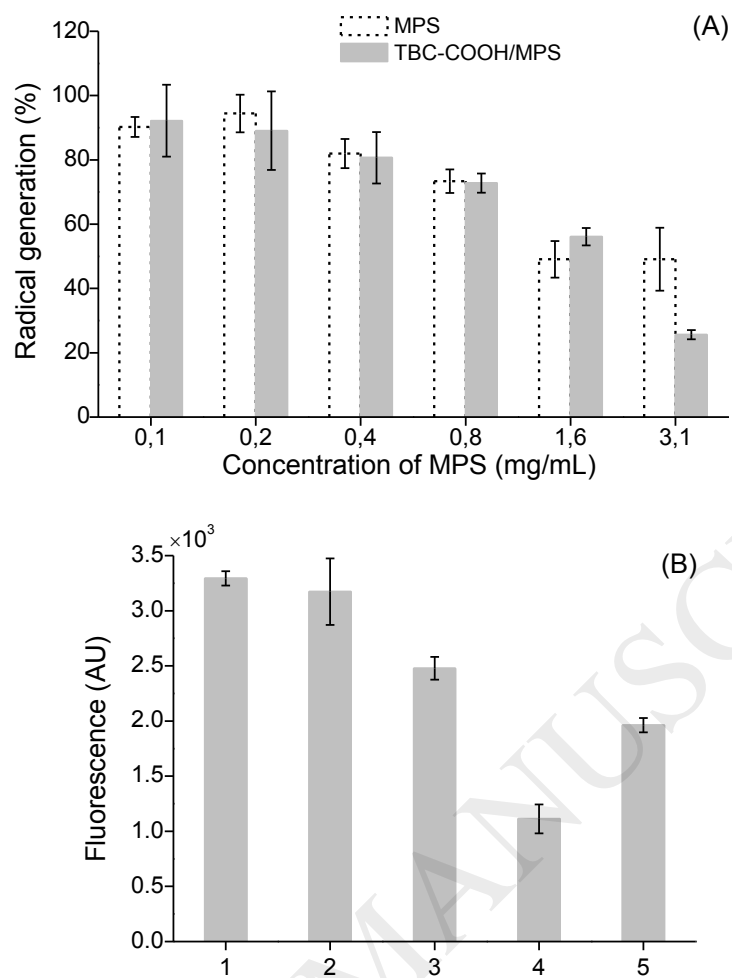 MPS
TBC-COOH/MPS
(A)
Radical generation (%)
120
100
80
60
40
20
0
0,1 0,2 0,4 0,8 1,6 3,1
Concentration of MPS (mg/mL)
×10³
(B)
Fluorescence (AU)
3.5
3.0
2.5
2.0
1.5
1.0
0.5
0.0
1 2 3 4 5